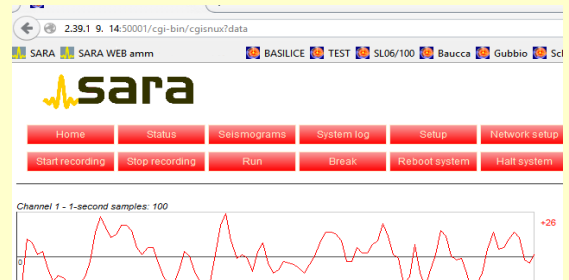 2.39.1 9. 14:50001/cgi-bin/cgisnux?data
SARA SARA WEB amm BASILICE TEST SL06/100 Baucca Gubbio
sara
Home Status Seismograms System log Setup Network setup
Start recording Stop recording Run Break Reboot system Halt system
Channel 1 - 1-second samples: 100
+26
0